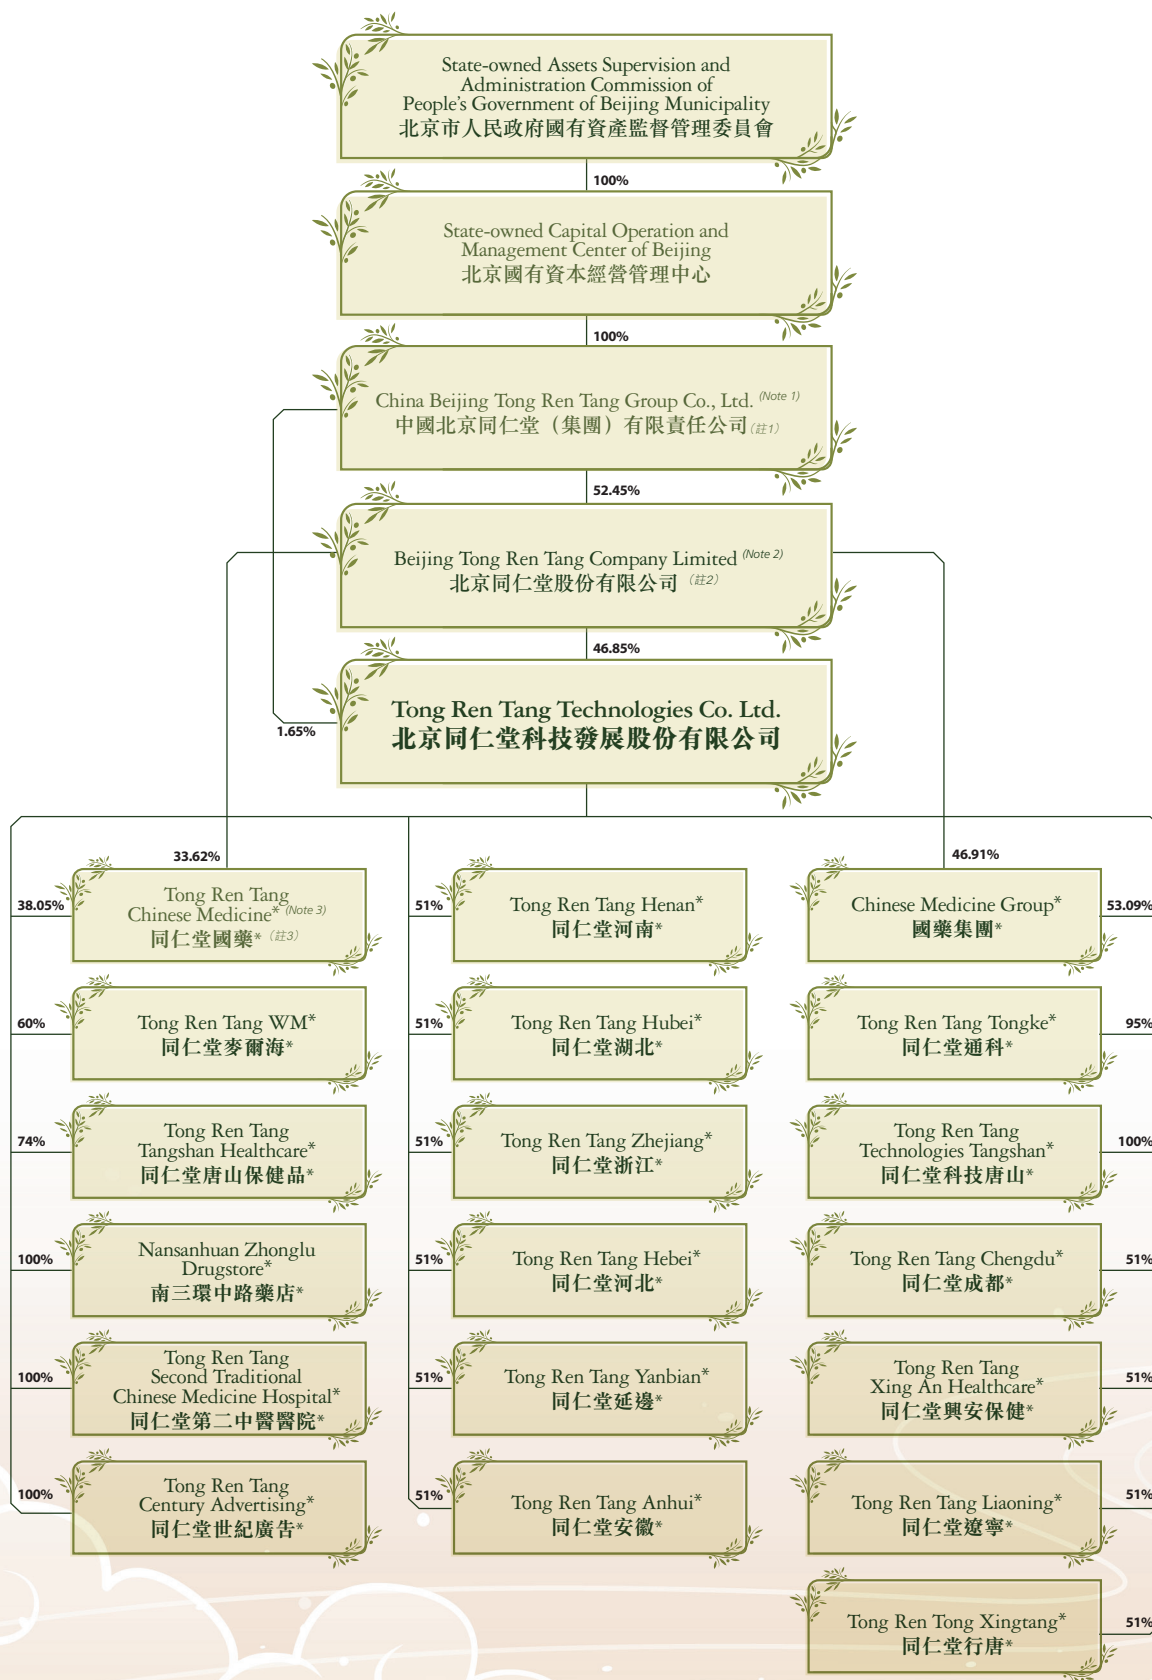 State-owned Assets Supervision and
Administration Commission of
People's Government of Beijing Municipality
北京市人民政府國有資產監督管理委員會
100%
State-owned Capital Operation and
Management Center of Beijing
北京國有資本經營管理中心
100%
China Beijing Tong Ren Tang Group Co., Ltd. (Note 1)
中國北京同仁堂（集團）有限責任公司(註1)
52.45%
Beijing Tong Ren Tang Company Limited (Note 2)
北京同仁堂股份有限公司 （註2）
46.85%
Tong Ren Tang Technologies Co. Ltd.
北京同仁堂科技發展股份有限公司
1.65%
33.62%
46.91%
38.05%
Tong Ren Tang
Chinese Medicine* (Note 3)
同仁堂國藥* （註3）
51%
Tong Ren Tang Henan*
同仁堂河南*
Chinese Medicine Group*
國藥集團*
53.09%
60%
Tong Ren Tang WM*
同仁堂麥爾海*
51%
Tong Ren Tang Hubei*
同仁堂湖北*
Tong Ren Tang Tongke*
同仁堂通科*
95%
74%
Tong Ren Tang
Tangshan Healthcare*
同仁堂唐山保健品*
51%
Tong Ren Tang Zhejiang*
同仁堂浙江*
Tong Ren Tang
Technologies Tangshan*
同仁堂科技唐山*
100%
100%
Nansanhuan Zhonglu
Drugstore*
南三環中路藥店*
51%
Tong Ren Tang Hebei*
同仁堂河北*
Tong Ren Tang Chengdu*
同仁堂成都*
51%
100%
Tong Ren Tang
Second Traditional
Chinese Medicine Hospital*
同仁堂第二中醫醫院*
51%
Tong Ren Tang Yanbian*
同仁堂延邊*
Tong Ren Tang
Xing An Healthcare*
同仁堂興安保健*
51%
100%
Tong Ren Tang
Century Advertising*
同仁堂世紀廣告*
51%
Tong Ren Tang Anhui*
同仁堂安徽*
Tong Ren Tang Liaoning*
同仁堂遼寧*
51%
Tong Ren Tong Xingtang*
同仁堂行唐*
51%